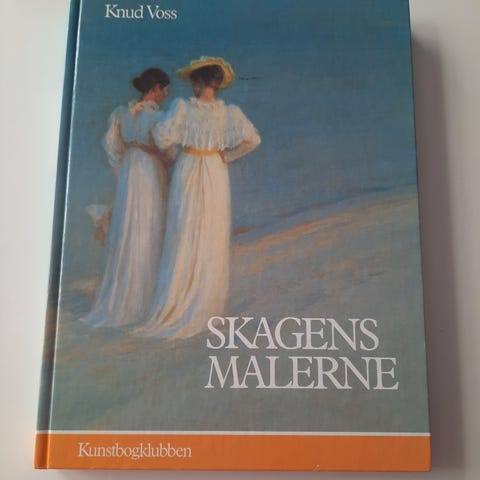 Knud Voss
SKAGENS
MALERNE
Kunstbogklubben